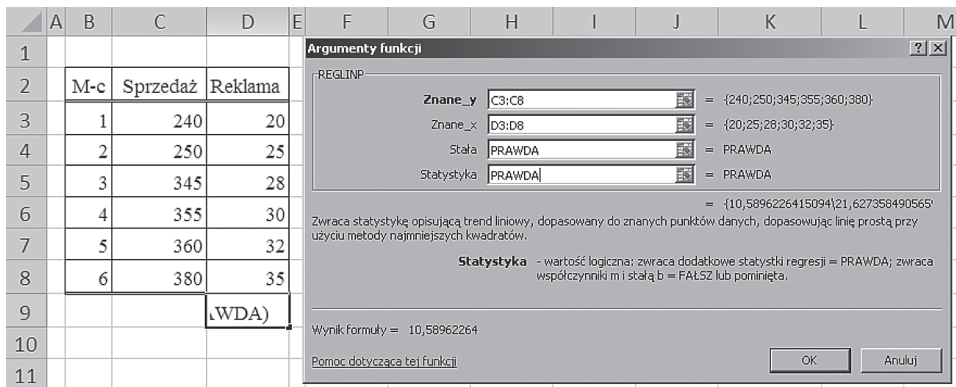 A B C D E F G H I J K L M
1
2 M-c Sprzedaż Reklama
3 1 240 20
4 2 250 25
5 3 345 28
6 4 355 30
7 5 360 32
8 6 380 35
9 WDA)
10
11
Argumenty funkcji
REGLINP
Znane_y C3:C8 = {240;250;345;355;360;380}
Znane_x D3:D8 = {20;25;28;30;32;35}
Stała PRAWDA = PRAWDA
Statystyka PRAWDA = PRAWDA
= {10,5896226415094\21,627358490565
Zwraca statystykę opisującą trend liniowy, dopasowany do znanych punktów danych, dopasowując linię prostą przy
użyciu metody najmniejszych kwadratów.
Statystyka - wartość logiczna: zwraca dodatkowe statystki regresji = PRAWDA; zwraca
współczynniki m i stałą b = FAŁSZ lub pominięta.
Wynik formuły = 10,58962264
Pomoc dotycząca tej funkcji
OK Anuluj